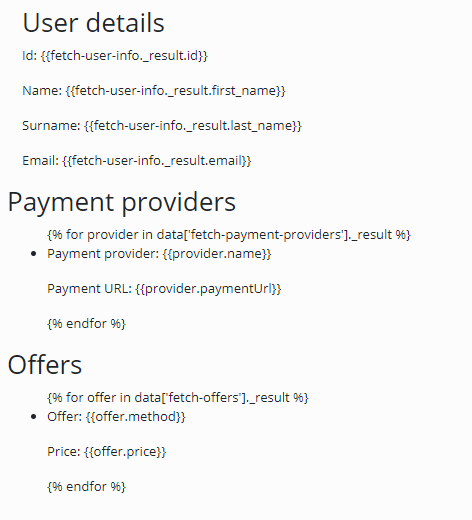 User details
Id: {{fetch-user-info._result.id}}
Name: {{fetch-user-info._result.first_name}}
Surname: {{fetch-user-info._result.last_name}}
Email: {{fetch-user-info._result.email}}
Payment providers
{% for provider in data['fetch-payment-providers']._result %}
Payment provider: {{provider.name}}
Payment URL: {{provider.paymentUrl}}
{% endfor %}
Offers
{% for offer in data['fetch-offers']._result %}
Offer: {{offer.method}}
Price: {{offer.price}}
{% endfor %}